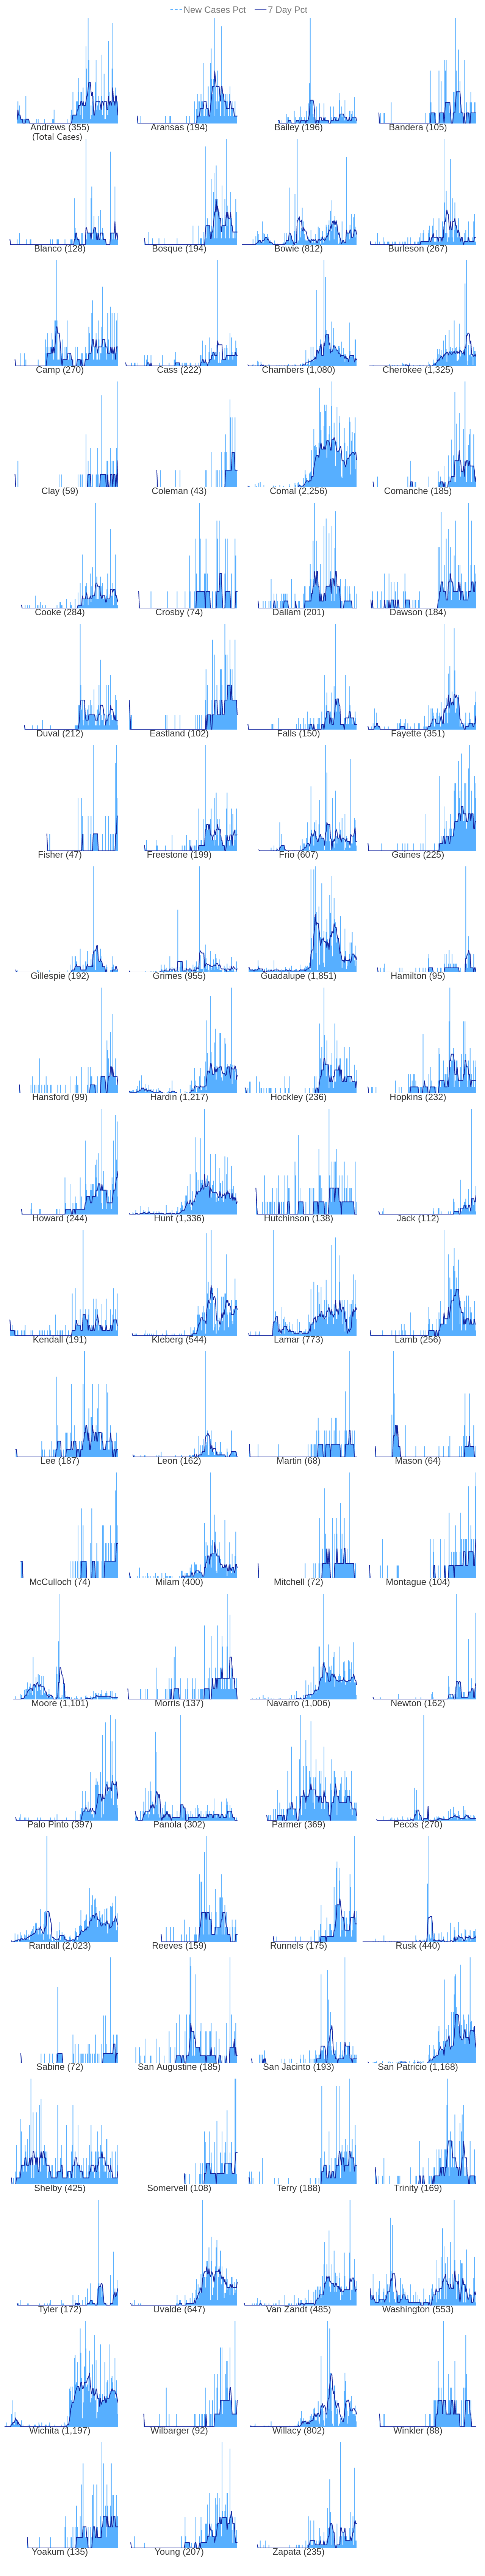 New Cases Pct 7 Day Pct
Andrews (355) Aransas (194) Bailey (196) Bandera (105)
(Total Cases)
Blanco (128) Bosque (194) Bowie (812) Burleson (267)
Camp (270) Cass (222) Chambers (1,080) Cherokee (1,325)
Clay (59) Coleman (43) Comal (2,256) Comanche (185)
Cooke (284) Crosby (74) Dallam (201) Dawson (184)
Duval (212) Eastland (102) Falls (150) Fayette (351)
Fisher (47) Freestone (199) Frio (607) Gaines (225)
Gillespie (192) Grimes (955) Guadalupe (1,851) Hamilton (95)
Hansford (99) Hardin (1,217) Hockley (236) Hopkins (232)
Howard (244) Hunt (1,336) Hutchinson (138) Jack (112)
Kendall (191) Kleberg (544) Lamar (773) Lamb (256)
Lee (187) Leon (162) Martin (68) Mason (64)
McCulloch (74) Milam (400) Mitchell (72) Montague (104)
Moore (1,101) Morris (137) Navarro (1,006) Newton (162)
Palo Pinto (397) Panola (302) Parmer (369) Pecos (270)
Randall (2,023) Reeves (159) Runnels (175) Rusk (440)
Sabine (72) San Augustine (185) San Jacinto (193) San Patricio (1,168)
Shelby (425) Somervell (108) Terry (188) Trinity (169)
Tyler (172) Uvalde (647) Van Zandt (485) Washington (553)
Wichita (1,197) Wilbarger (92) Willacy (802) Winkler (88)
Yoakum (135) Young (207) Zapata (235)